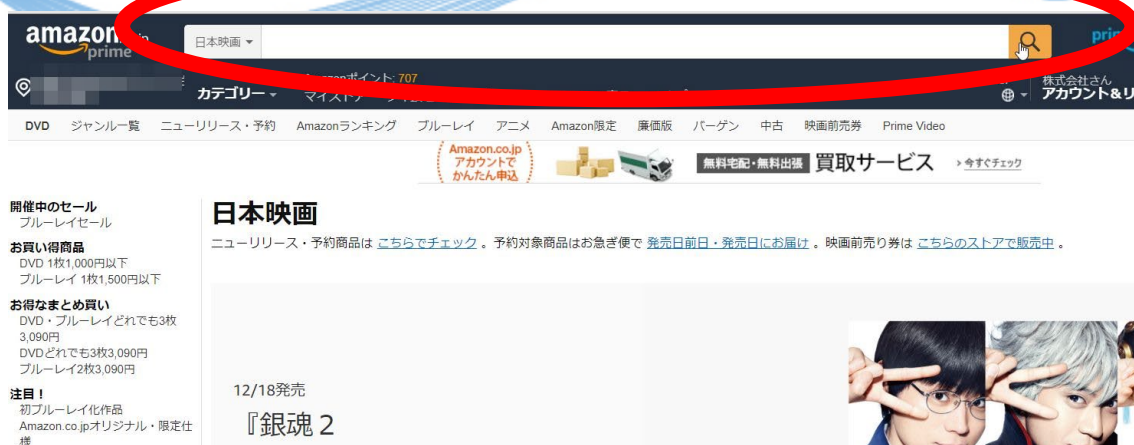 amazon
prime
日本映画
prim
Amazonポイント: 707
カテゴリー
株式会社さん
アカウント&リ
DVD ジャンル一覧 ニューリリース・予約 Amazonランキング ブルーレイ アニメ Amazon限定 廉価版 バーゲン 中古 映画前売券 Prime Video
Amazon.co.jp
アカウントで
かんたん申込
無料宅配・無料出張 買取サービス › 今すぐチェック
開催中のセール
ブルーレイセール
お買い得商品
DVD 1枚1,000円以下
ブルーレイ 1枚1,500円以下
お得なまとめ買い
DVD・ブルーレイどれでも3枚
3,090円
DVDどれでも3枚3,090円
ブルーレイ2枚3,090円
注目！
初ブルーレイ化作品
Amazon.co.jpオリジナル・限定仕
様
日本映画
ニューリリース・予約商品は こちらでチェック 。予約対象商品はお急ぎ便で 発売日前日・発売日にお届け 。映画前売り券は こちらのストアで販売中 。
12/18発売
『銀魂２